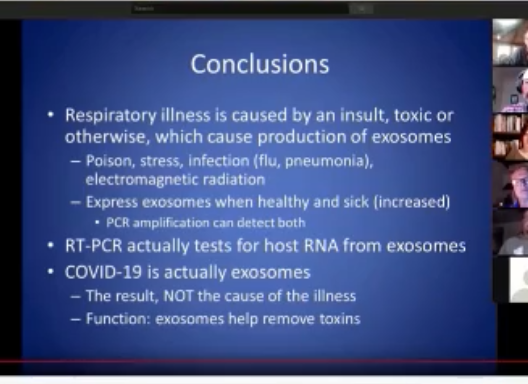 Search
Conclusions
• Respiratory illness is caused by an insult, toxic or
otherwise, which cause production of exosomes
– Poison, stress, infection (flu, pneumonia),
electromagnetic radiation
– Express exosomes when healthy and sick (increased)
• PCR amplification can detect both
• RT-PCR actually tests for host RNA from exosomes
• COVID-19 is actually exosomes
– The result, NOT the cause of the illness
– Function: exosomes help remove toxins